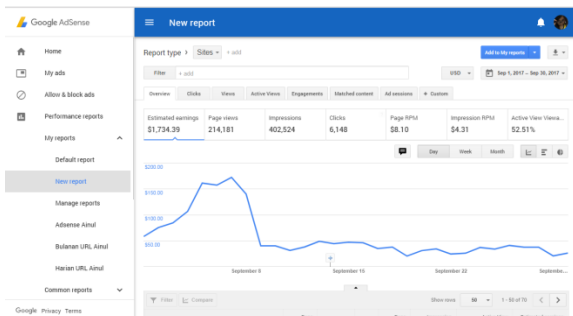 Google AdSense
New report
Home
My ads
Allow & block ads
Performance reports
My reports
Default report
New report
Manage reports
Adsense Ainul
Bulanan URL Ainul
Harian URL Ainul
Common reports
Google Privacy Terms
Report type
Sites
+ add
Add to My reports
Filter
+ add
USD
Sep 1, 2017 – Sep 30, 2017
Overview
Clicks
Views
Active Views
Engagements
Matched content
Ad sessions
+ Custom
Estimated earnings
$1,734.39
Page views
214,181
Impressions
402,524
Clicks
6,148
Page RPM
$8.10
Impression RPM
$4.31
Active View Viewa...
52.51%
Day
Week
Month
$200.00
$150.00
$100.00
$50.00
September 8
September 15
September 22
Septembe...
Filter
Compare
Show rows
50
1 - 50 of 70